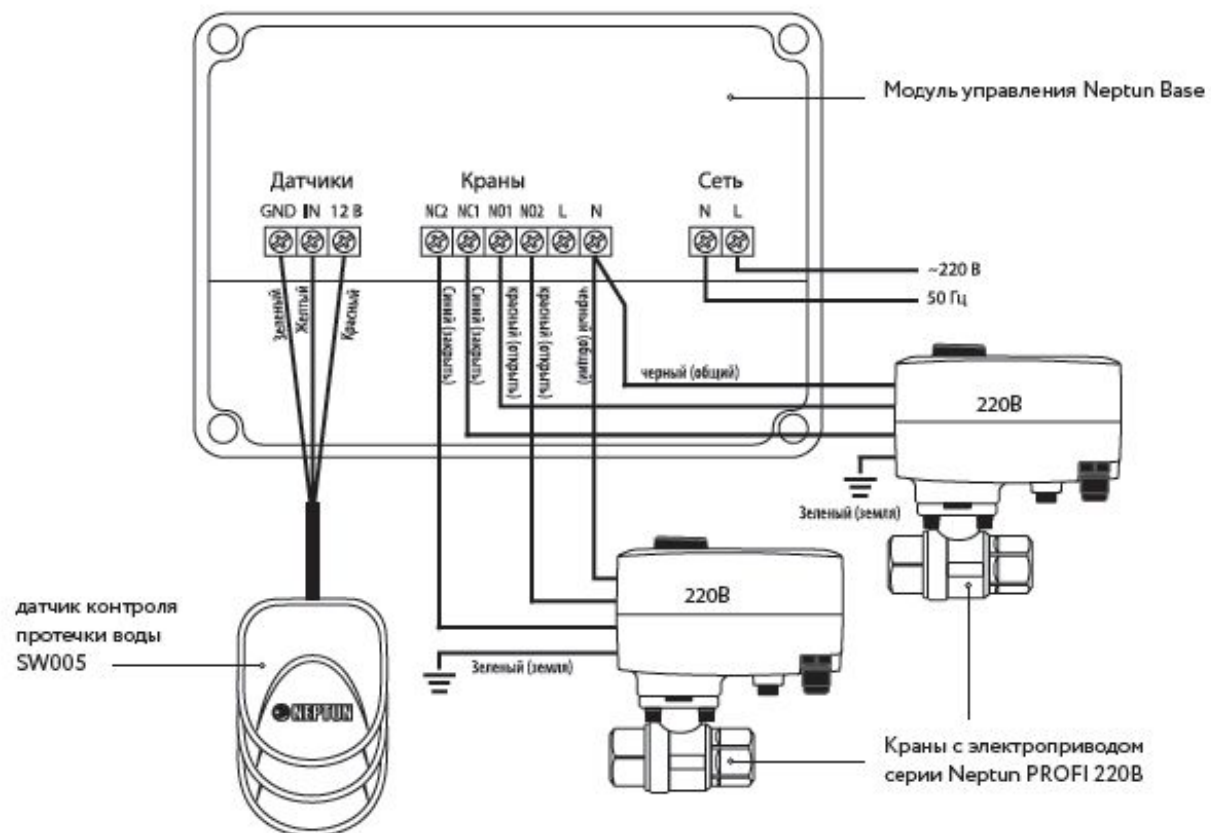 Модуль управления Neptun Base
Датчики
Краны
Сеть
GND IN 12 В
NC2 NC1 NO1 NO2 L N
N L
~220 В
50 Гц
Зеленый
Желтый
Красный
Синий (закрыть)
Синий (закрыть)
красный (открыть)
красный (открыть)
черный (общий)
черный (общий)
220В
Зеленый (земля)
220В
Зеленый (земля)
датчик контроля
протечки воды
SW005
NEPTUN
Краны с электроприводом
серии Neptun PROFI 220В